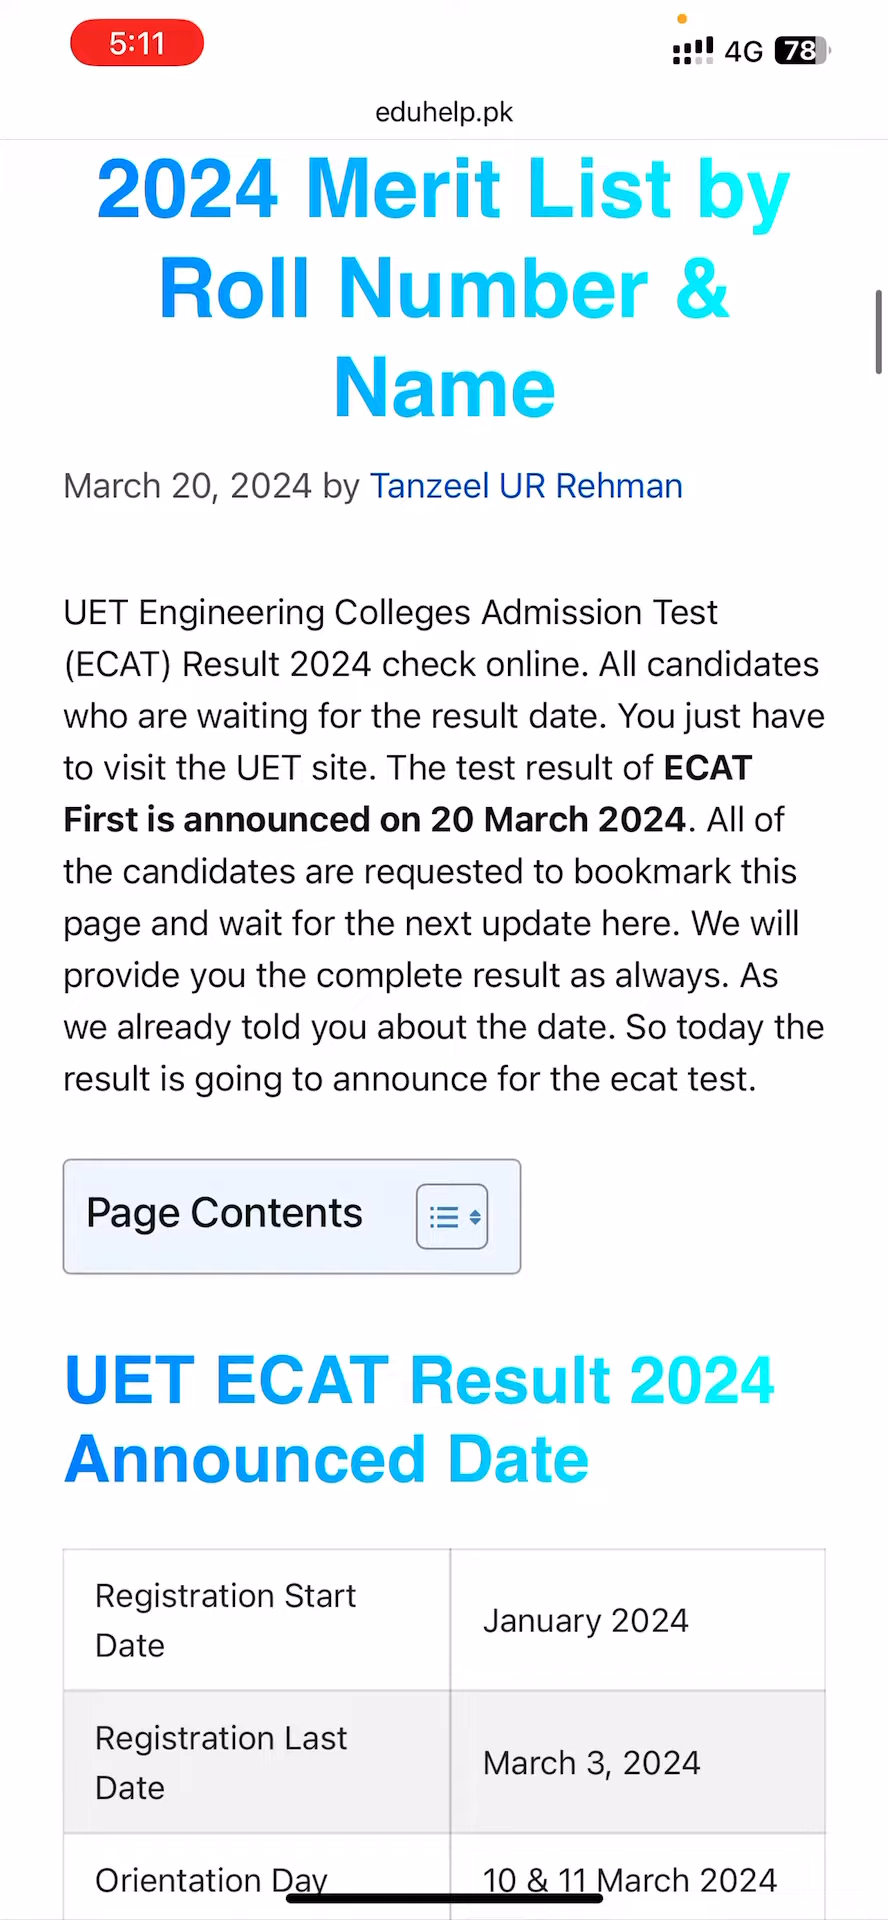 5:11
4G 78
eduhelp.pk
2024 Merit List by
Roll Number &
Name
March 20, 2024 by Tanzeel UR Rehman
UET Engineering Colleges Admission Test
(ECAT) Result 2024 check online. All candidates
who are waiting for the result date. You just have
to visit the UET site. The test result of ECAT
First is announced on 20 March 2024. All of
the candidates are requested to bookmark this
page and wait for the next update here. We will
provide you the complete result as always. As
we already told you about the date. So today the
result is going to announce for the ecat test.
Page Contents
UET ECAT Result 2024
Announced Date
Registration Start
Date
January 2024
Registration Last
Date
March 3, 2024
Orientation Day
10 & 11 March 2024